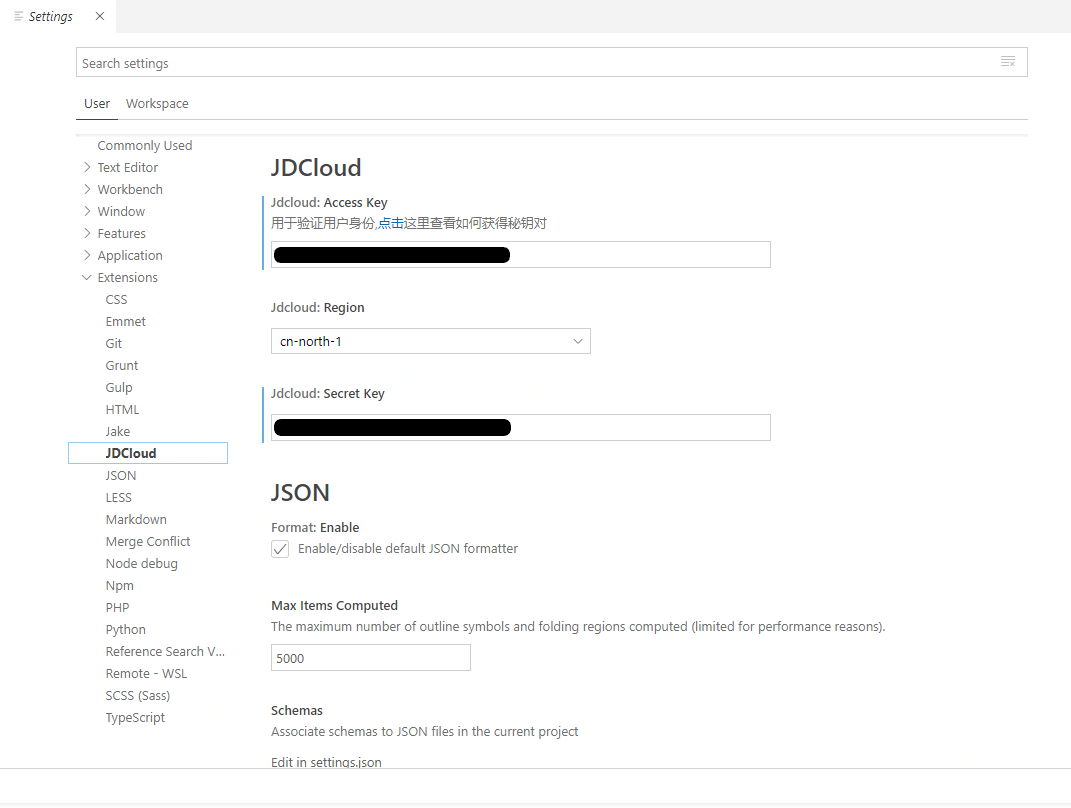 Settings
Search settings
User Workspace
Commonly Used
Text Editor
Workbench
Window
Features
Application
Extensions
CSS
Emmet
Git
Grunt
Gulp
HTML
Jake
JDCloud
JSON
LESS
Markdown
Merge Conflict
Node debug
Npm
PHP
Python
Reference Search V...
Remote - WSL
SCSS (Sass)
TypeScript
JDCloud
Jdcloud: Access Key
用于验证用户身份,点击这里查看如何获得秘钥对
Jdcloud: Region
cn-north-1
Jdcloud: Secret Key
JSON
Format: Enable
Enable/disable default JSON formatter
Max Items Computed
The maximum number of outline symbols and folding regions computed (limited for performance reasons).
5000
Schemas
Associate schemas to JSON files in the current project
Edit in settings.json